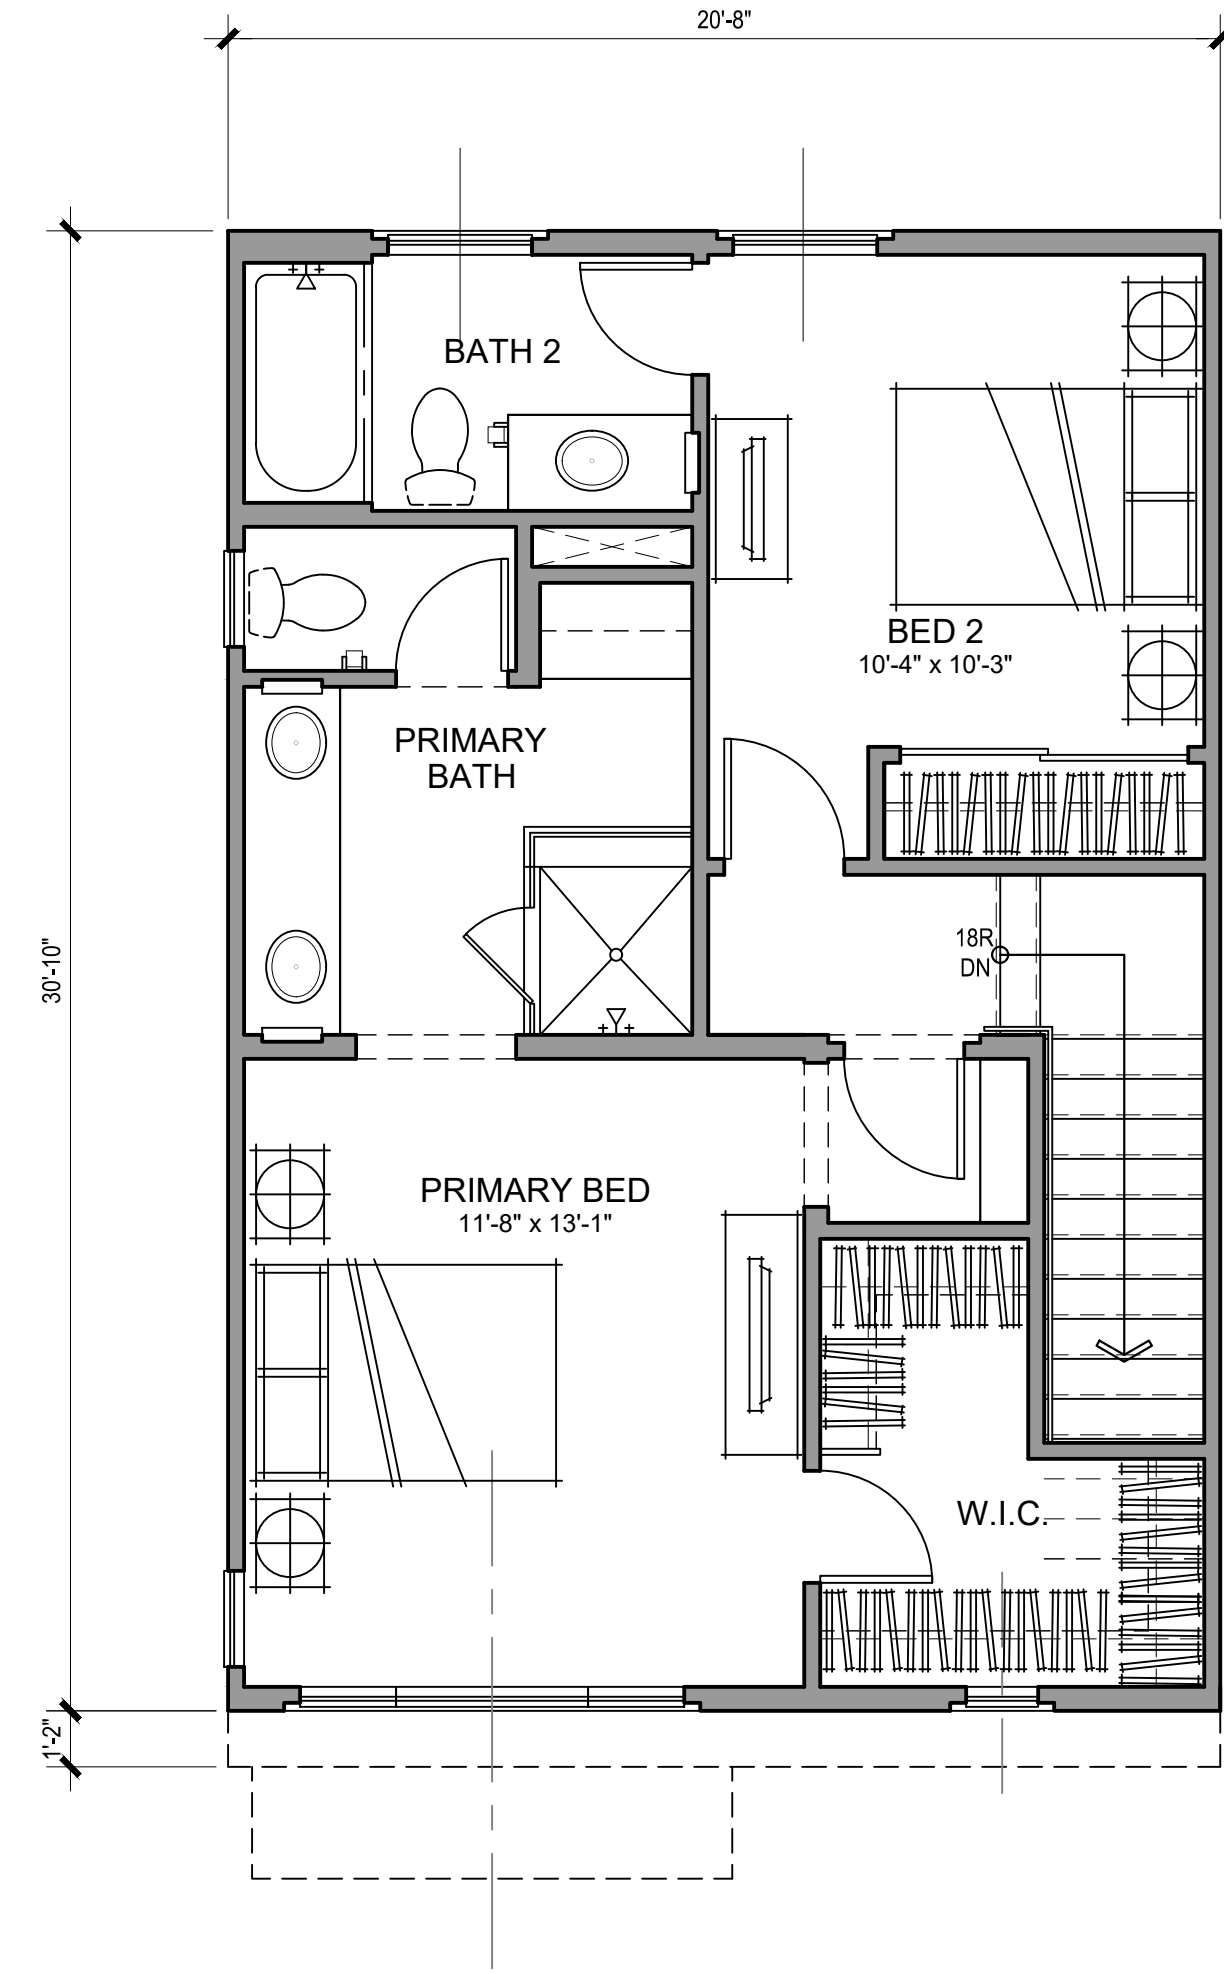 20'-8"
BATH 2
BED 2
10'-4" x 10'-3"
PRIMARY
BATH
18R
DN
30'-10"
PRIMARY BED
11'-8" x 13'-1"
W.I.C.
1'-2"